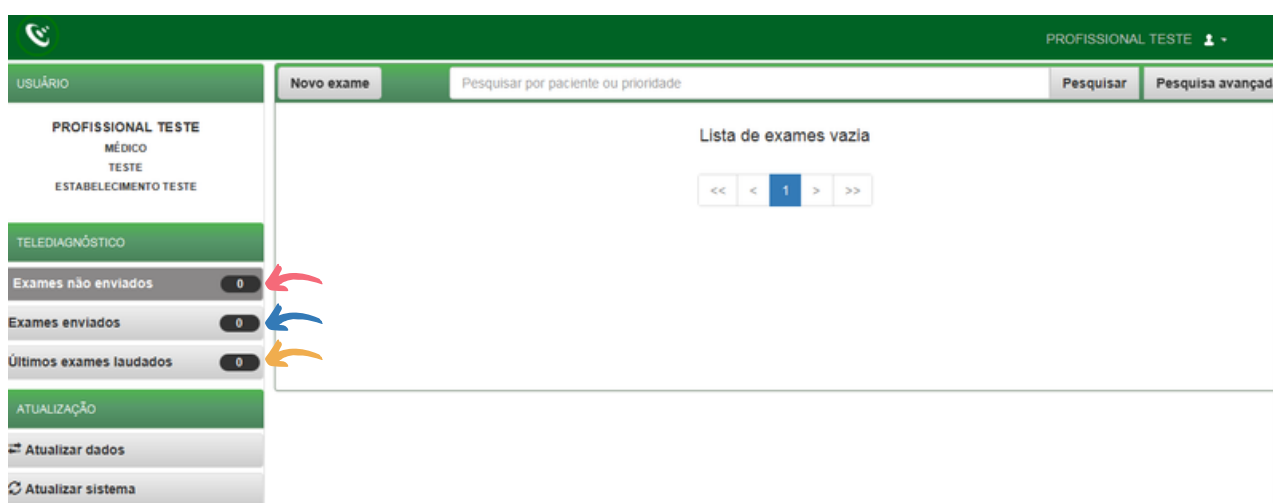 PROFISSIONAL TESTE
USUÁRIO
PROFISSIONAL TESTE
MÉDICO
TESTE
ESTABELECIMENTO TESTE
TELEDIAGNÓSTICO
Exames não enviados 0
Exames enviados 0
Últimos exames laudados 0
ATUALIZAÇÃO
Atualizar dados
Atualizar sistema
Novo exame Pesquisar por paciente ou prioridade Pesquisar Pesquisa avançad
Lista de exames vazia
<< < 1 > >>